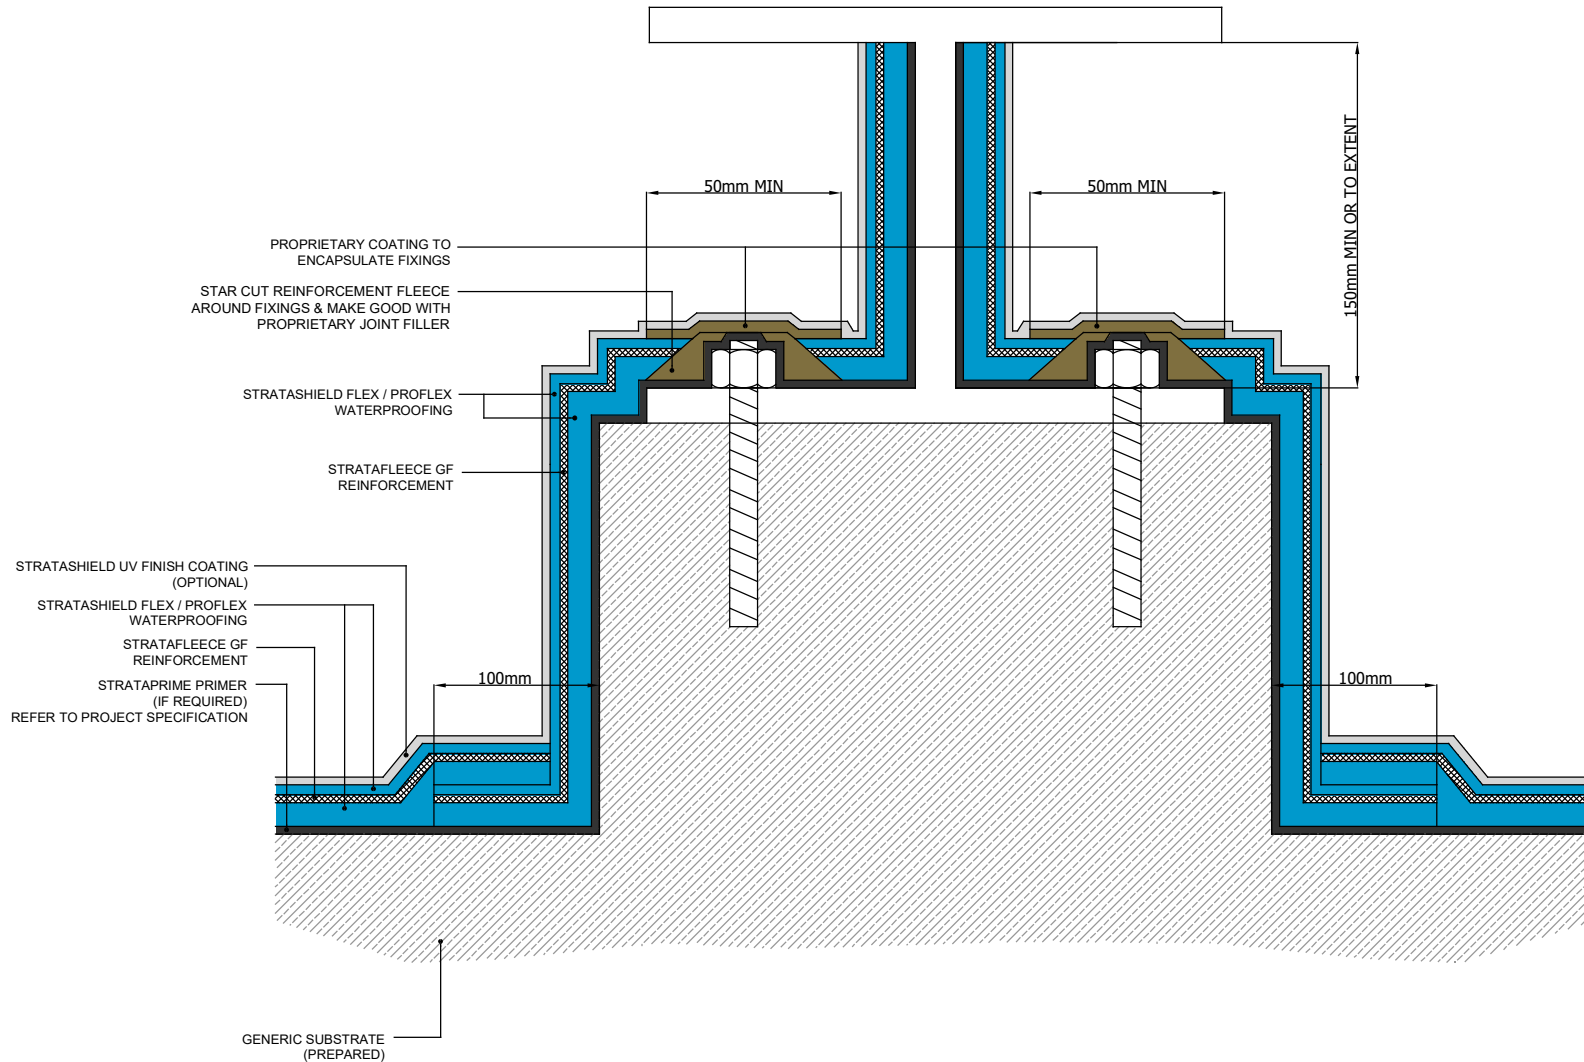 50mm MIN
50mm MIN
150mm MIN OR TO EXTENT
PROPRIETARY COATING TO
ENCAPSULATE FIXINGS
STAR CUT REINFORCEMENT FLEECE
AROUND FIXINGS & MAKE GOOD WITH
PROPRIETARY JOINT FILLER
STRATASHIELD FLEX / PROFLEX
WATERPROOFING
STRATAFLEECE GF
REINFORCEMENT
STRATASHIELD UV FINISH COATING
(OPTIONAL)
STRATASHIELD FLEX / PROFLEX
WATERPROOFING
STRATAFLEECE GF
REINFORCEMENT
STRATAPRIME PRIMER
(IF REQUIRED)
REFER TO PROJECT SPECIFICATION
100mm
100mm
GENERIC SUBSTRATE
(PREPARED)